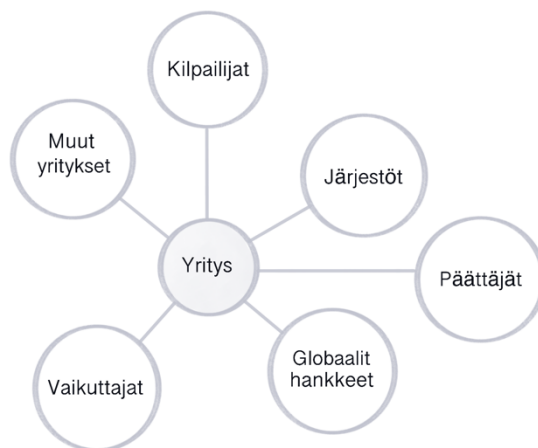 Kilpailijat
Muut
yritykset
Järjestöt
Yritys
Päättäjät
Globaalit
hankkeet
Vaikuttajat